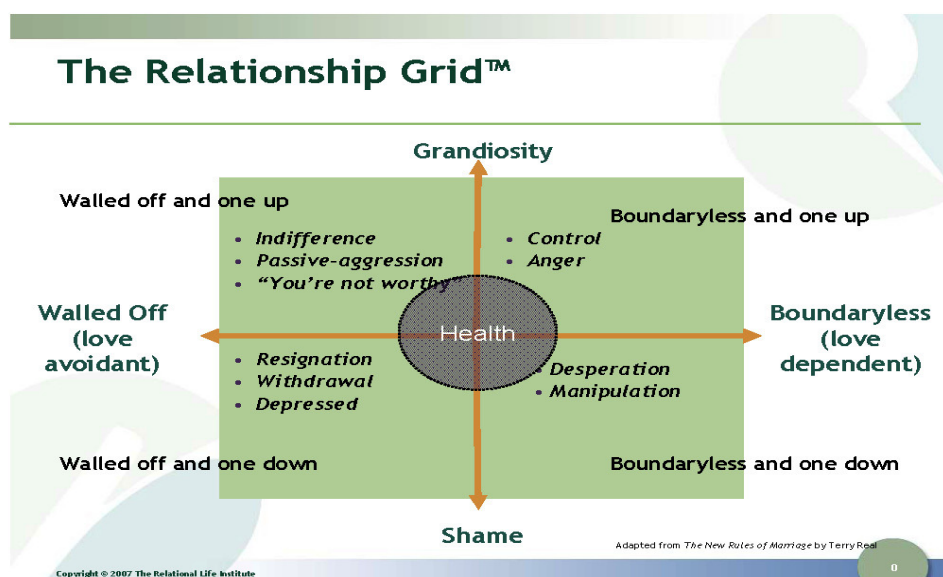 The Relationship Grid™
Grandiosity
Walled off and one up
Boundaryless and one up
• Indifference
• Passive-aggression
• “You’re not worthy”
• Control
• Anger
Walled Off
(love
avoidant)
Health
Boundaryless
(love
dependent)
• Resignation
• Withdrawal
• Depressed
• Desperation
• Manipulation
Walled off and one down
Boundaryless and one down
Shame
Adapted from The New Rules of Marriage by Terry Real
Copyright © 2007 The Relational Life Institute
0